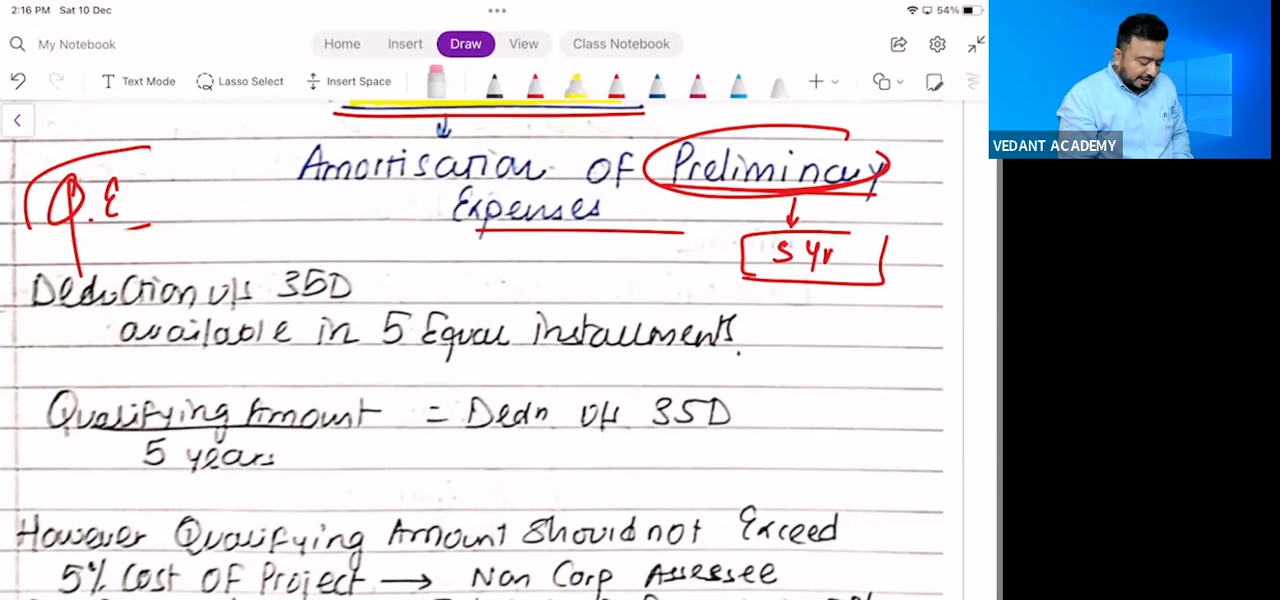 2:16 PM Sat 10 Dec
54%
My Notebook
Home Insert Draw View Class Notebook
Text Mode Lasso Select Insert Space
VEDANT ACADEMY
Amortisation of Preliminary
Expenses
Q.E
5 Yr
Deduction u/s 35D
available in 5 Equal installments.
Qualifying Amount = Dedn u/s 35D
5 years
However Qualifying Amount Should not Exceed
5% Cost of Project → Non Corp Assessee